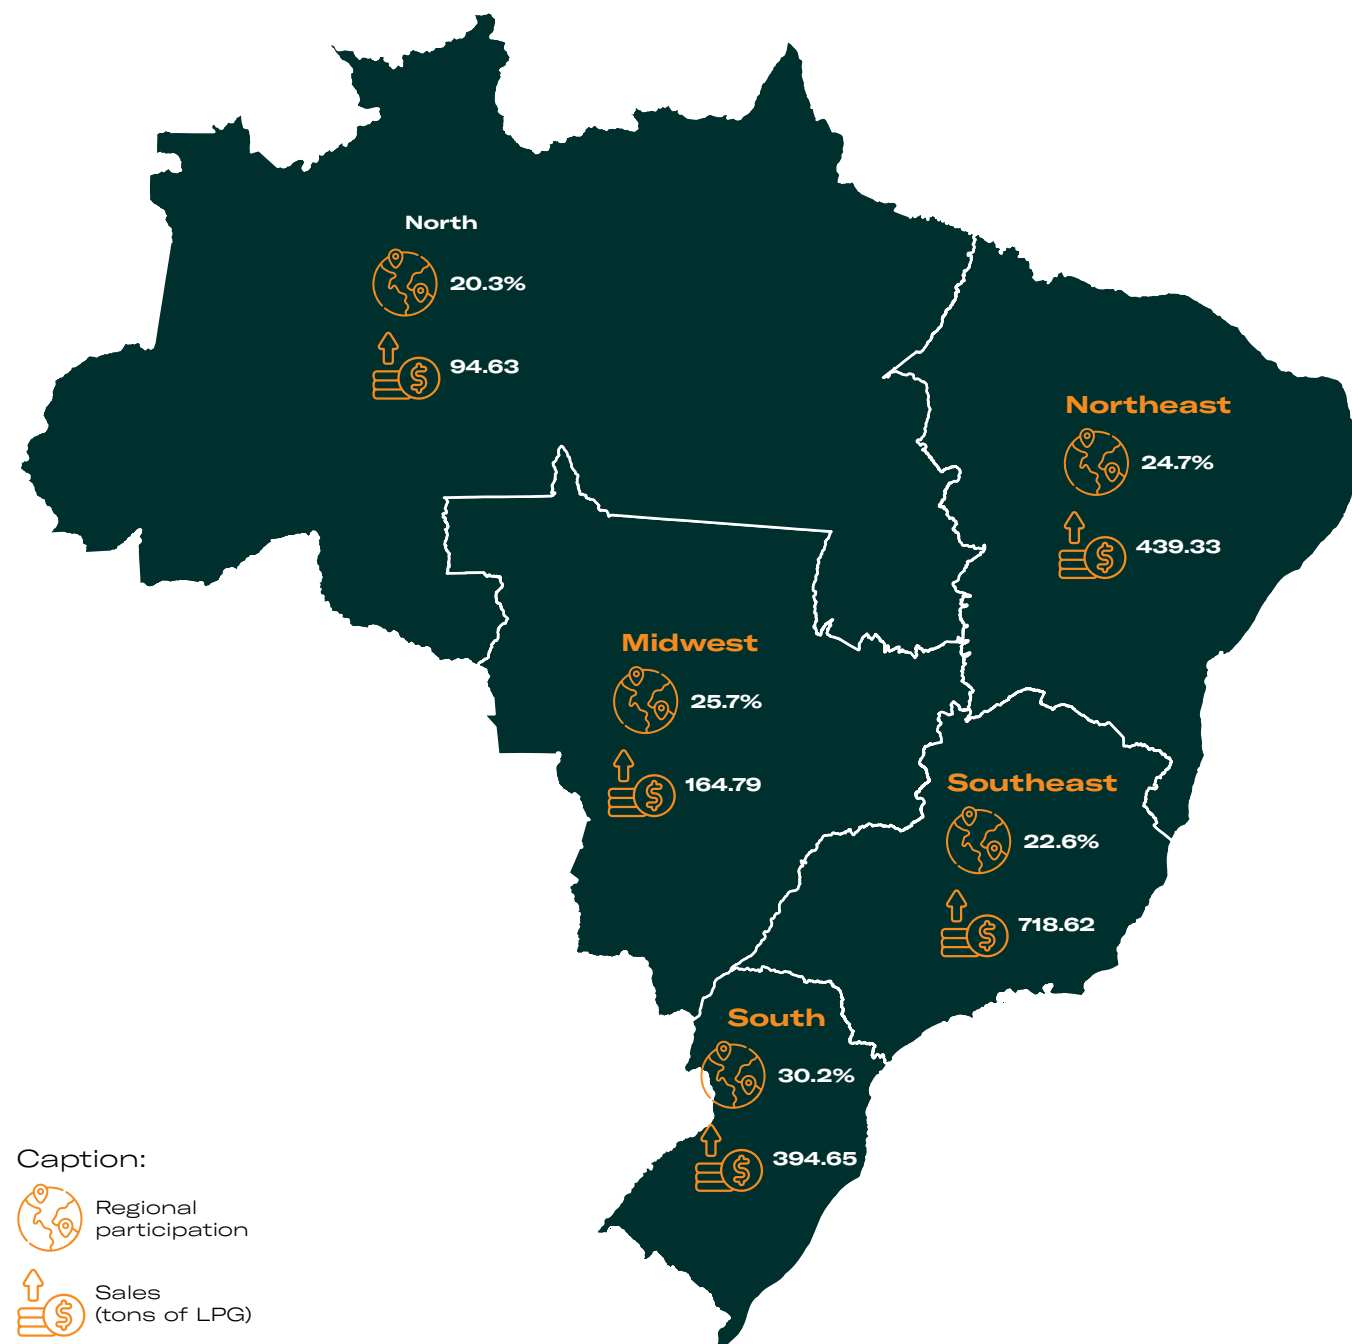 North
20.3%
94.63
Northeast
24.7%
439.33
Midwest
25.7%
164.79
Southeast
22.6%
718.62
South
30.2%
394.65
Caption:
Regional
participation
Sales
(tons of LPG)